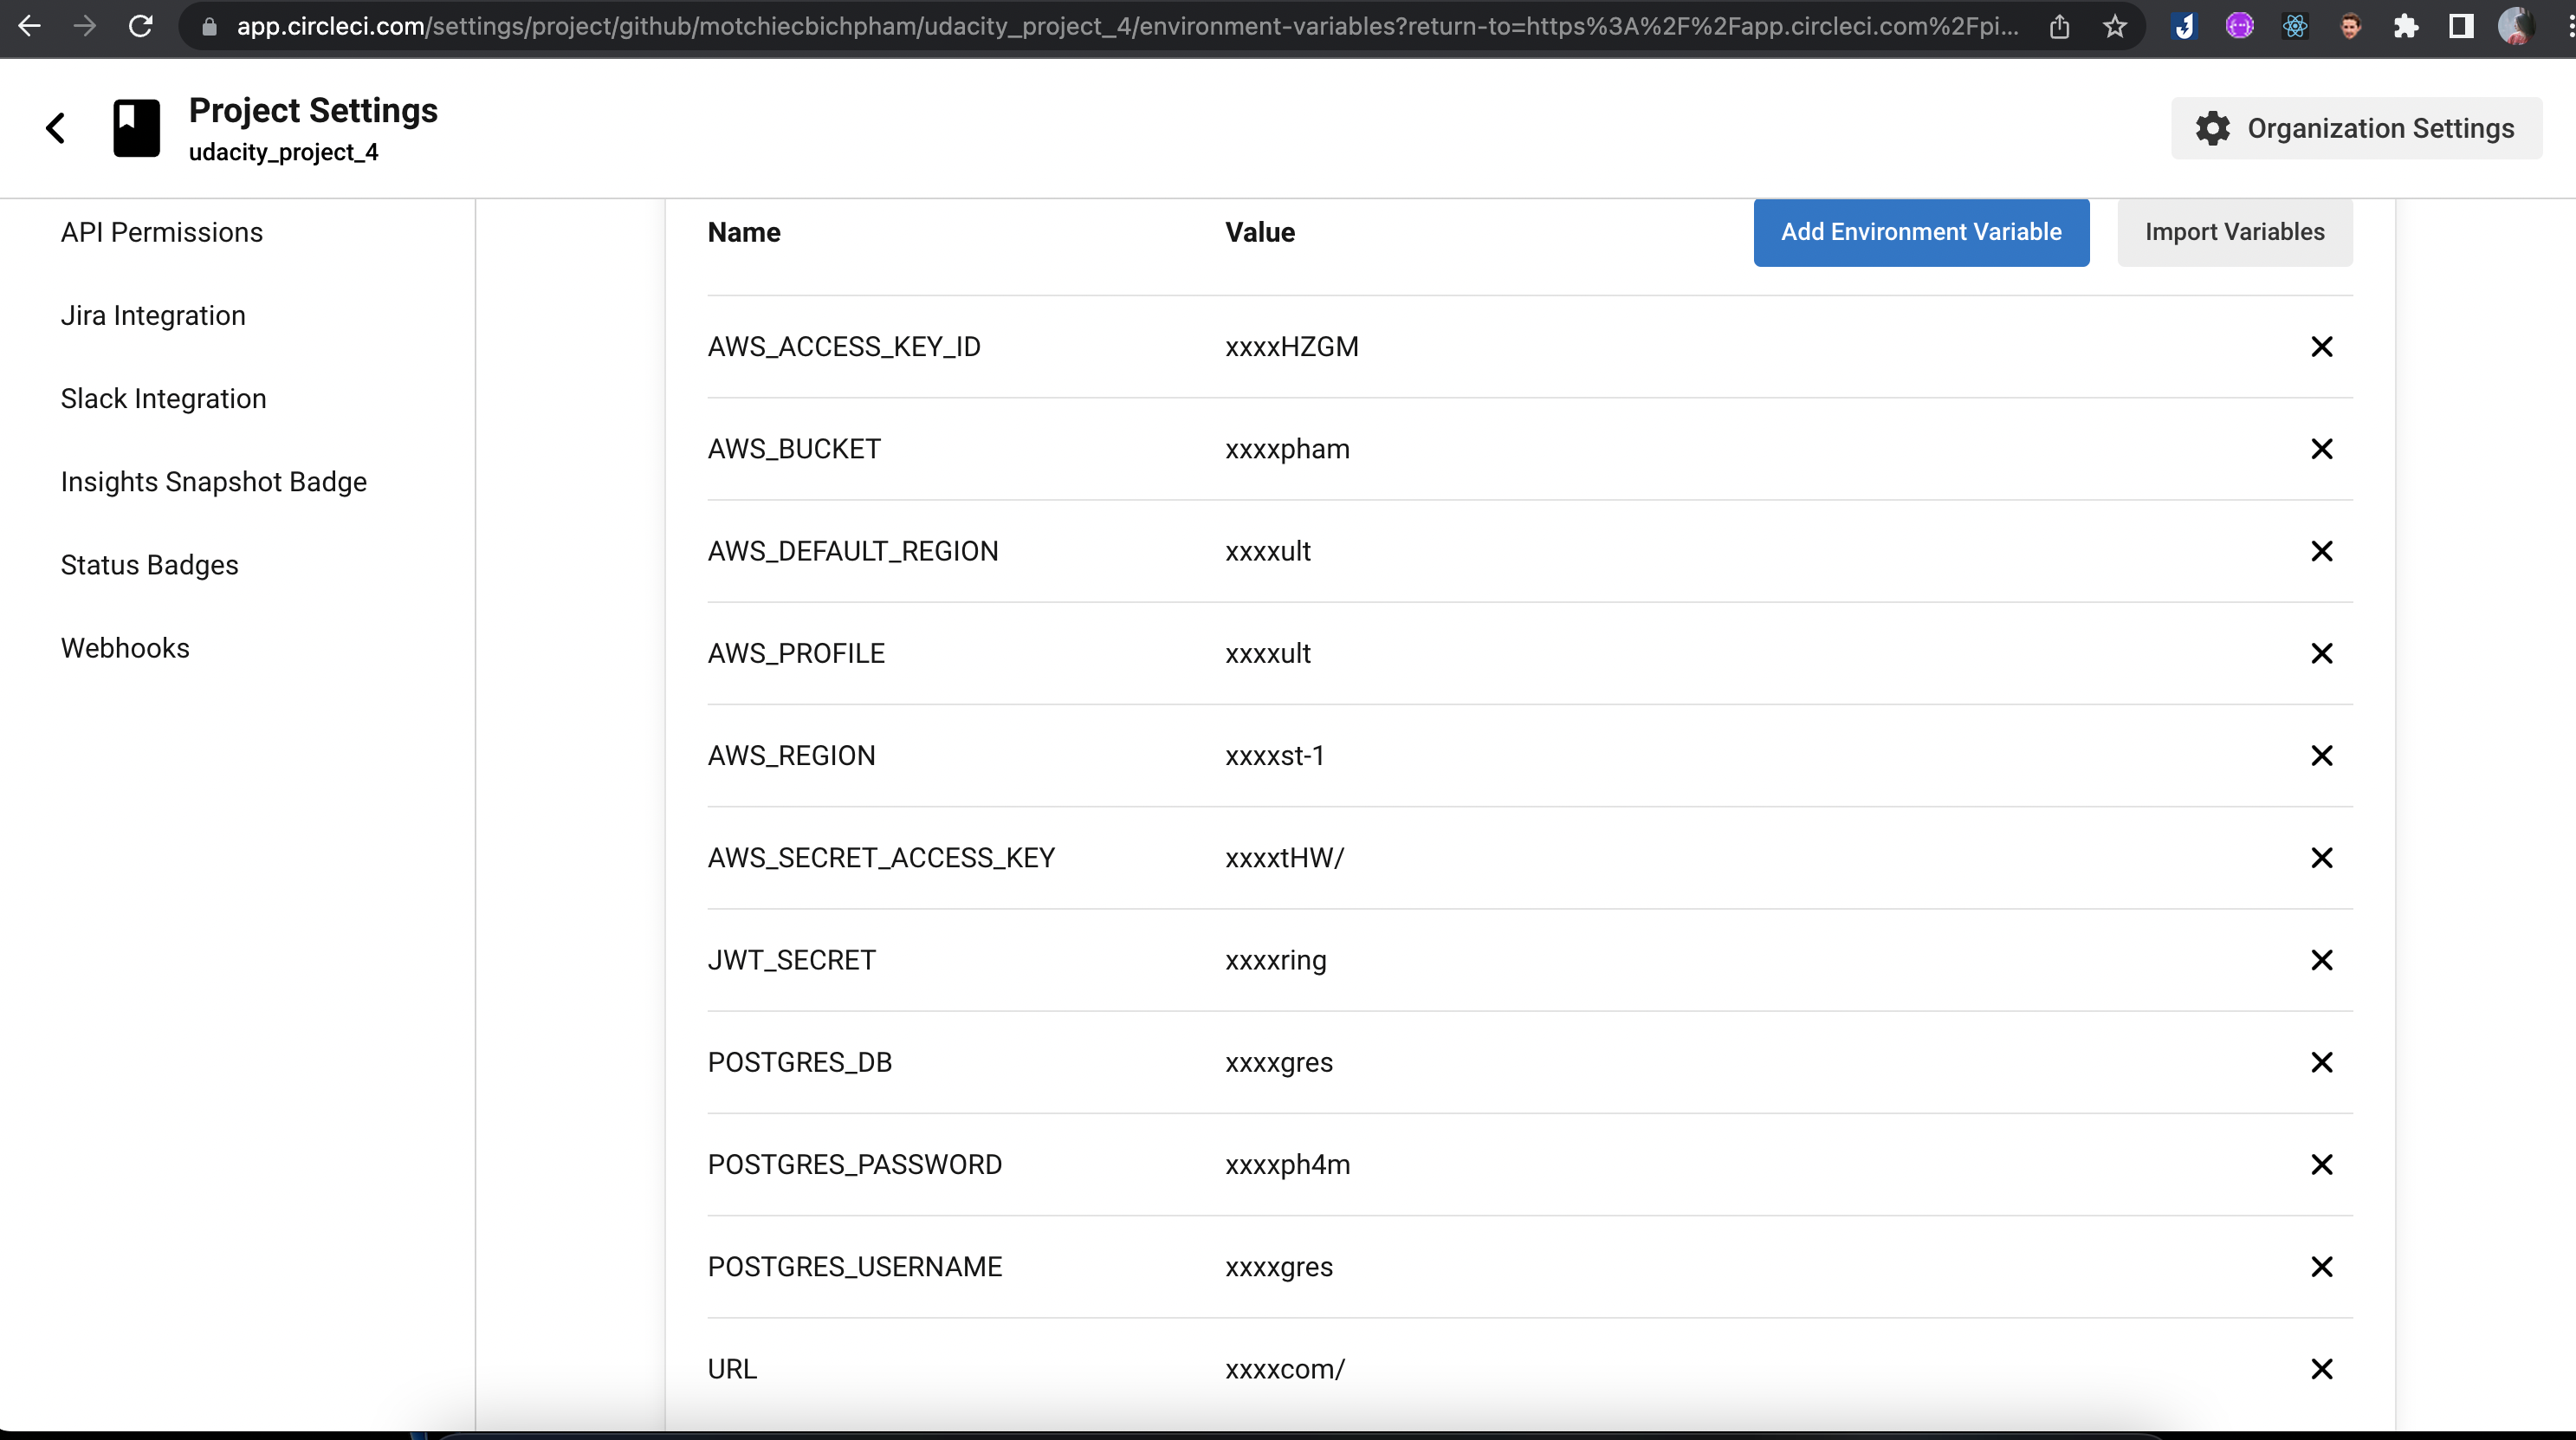 app.circleci.com/settings/project/github/motchiecbichpham/udacity_project_4/environment-variables?return-to=https%3A%2F%2Fapp.circleci.com%2Fpi...
Project Settings
udacity_project_4
Organization Settings
API Permissions
Jira Integration
Slack Integration
Insights Snapshot Badge
Status Badges
Webhooks
Name Value Add Environment Variable Import Variables
AWS_ACCESS_KEY_ID xxxxHZGM
AWS_BUCKET xxxxpham
AWS_DEFAULT_REGION xxxxult
AWS_PROFILE xxxxult
AWS_REGION xxxxst-1
AWS_SECRET_ACCESS_KEY xxxxtHW/
JWT_SECRET xxxxring
POSTGRES_DB xxxxgres
POSTGRES_PASSWORD xxxxph4m
POSTGRES_USERNAME xxxxgres
URL xxxxcom/